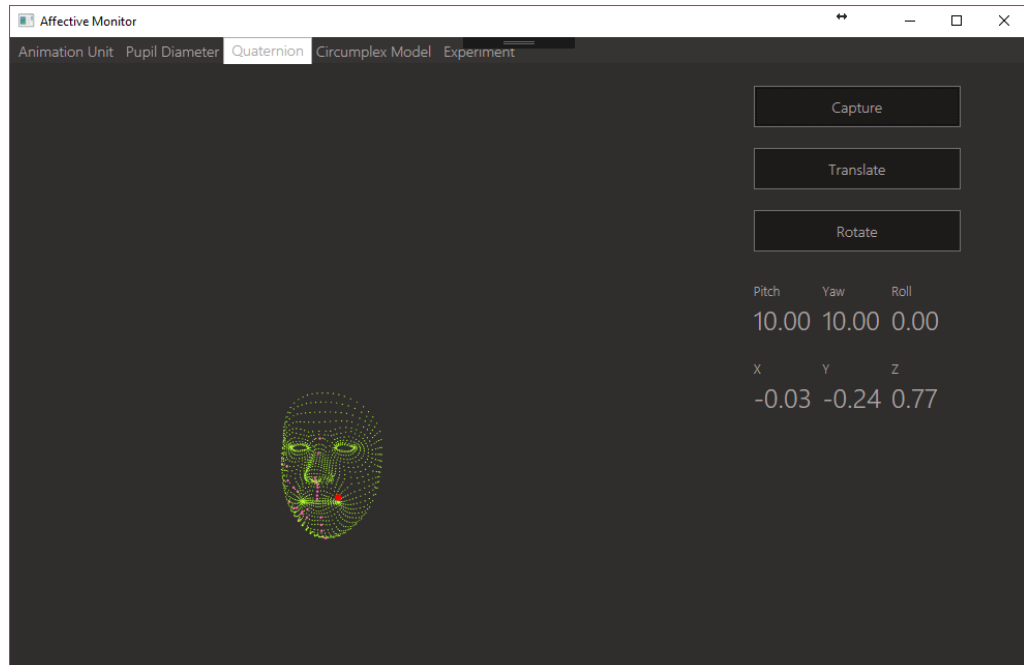 Affective Monitor
Animation Unit Pupil Diameter Quaternion Circumplex Model Experiment
Capture
Translate
Rotate
Pitch Yaw Roll
10.00 10.00 0.00
X Y Z
-0.03 -0.24 0.77